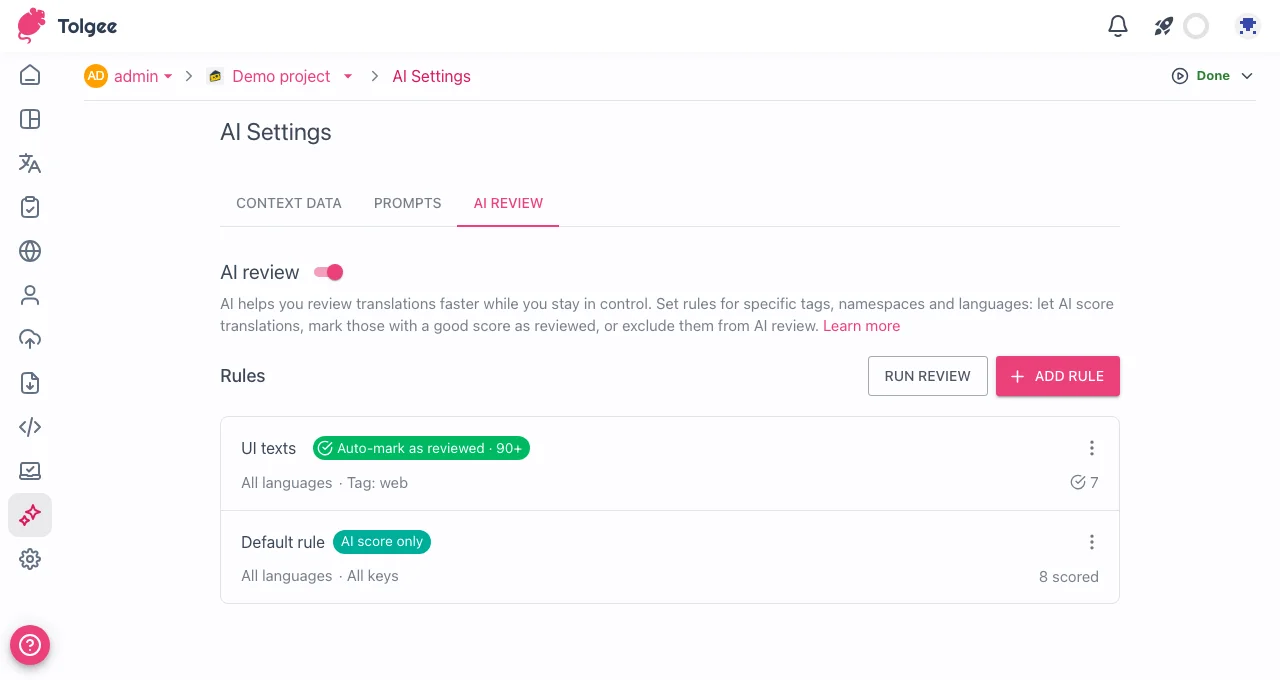 Tolgee
AD admin
Demo project
AI Settings
Done
AI Settings
CONTEXT DATA
PROMPTS
AI REVIEW
AI review
AI helps you review translations faster while you stay in control. Set rules for specific tags, namespaces and languages: let AI score
translations, mark those with a good score as reviewed, or exclude them from AI review. Learn more
Rules
RUN REVIEW
ADD RULE
UI texts
Auto-mark as reviewed · 90+
All languages · Tag: web
7
Default rule
AI score only
All languages · All keys
8 scored